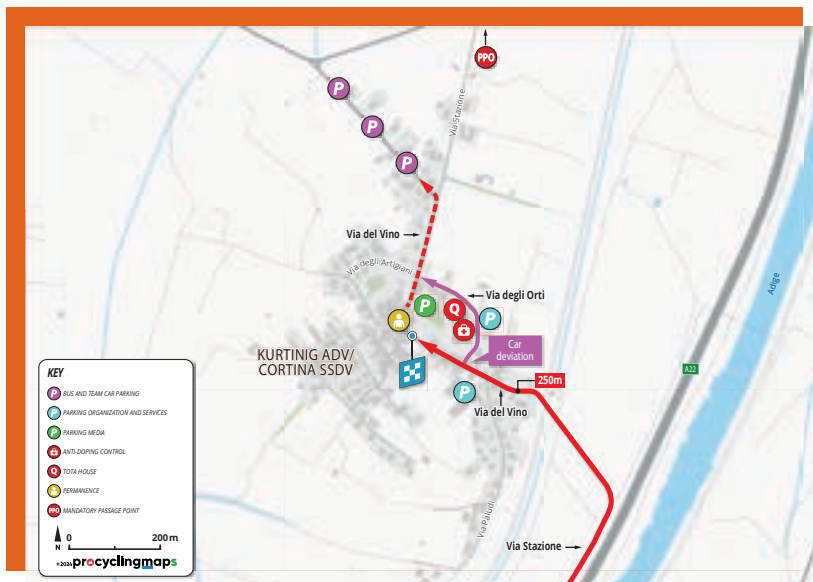 PPO
Via Stazione
P
P
P
Via del Vino
Via degli Artigiani
Via degli Orti
P
Q
P
Adige
Car
deviation
KURTINIG ADV/
CORTINA SSDV
A22
250m
P
Via del Vino
Via Paludi
Via Stazione
KEY
P BUS AND TEAM CAR PARKING
P PARKING ORGANIZATION AND SERVICES
P PARKING MEDIA
ANTI-DOPING CONTROL
Q TOTA HOUSE
PERMANENCE
PPO MANDATORY PASSAGE POINT
N
0 200 m
©2024 procyclingmaps